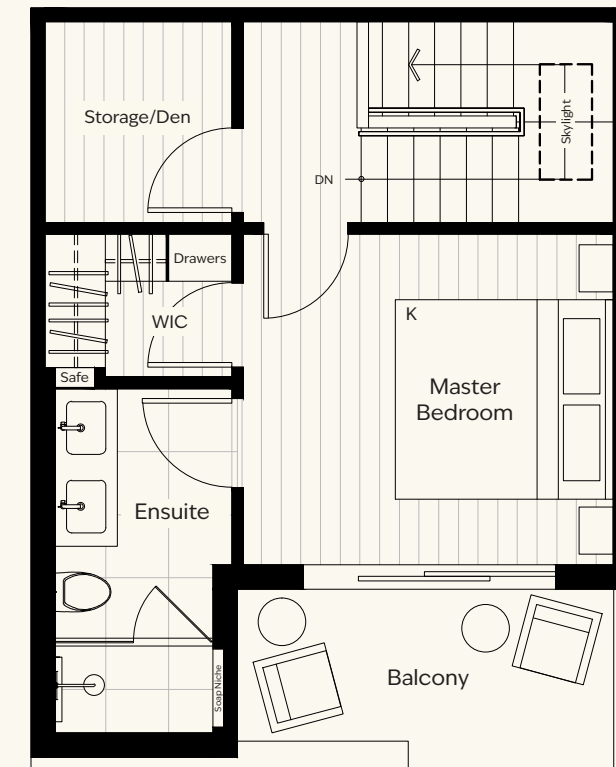 Storage/Den
Skylight
DN
Drawers
WIC
Safe
K
Master
Bedroom
Ensuite
Soap Niche
Balcony